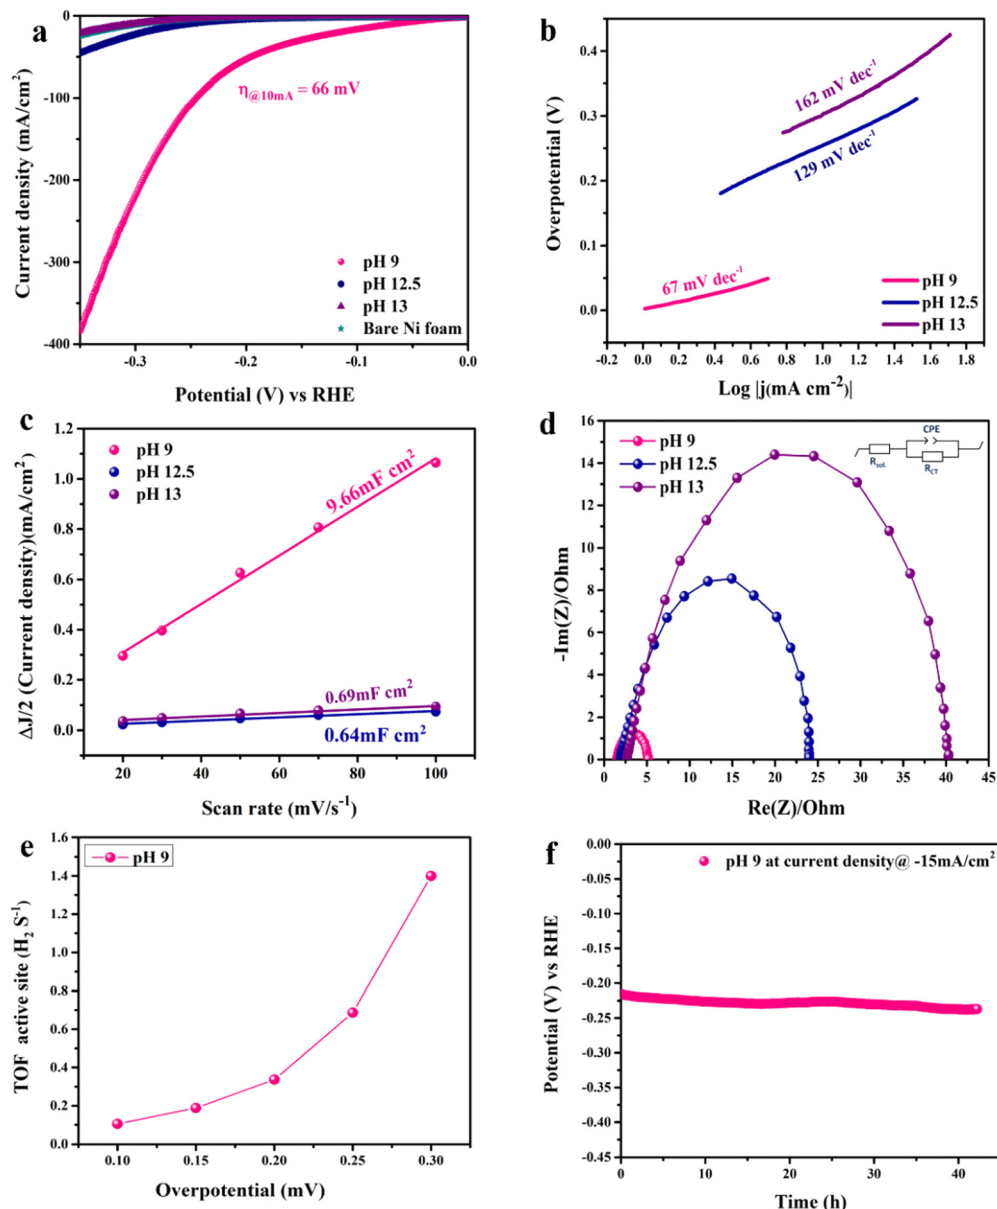 a
Current density (mA/cm²)
0
-100
-200
-300
-400
η@10mA = 66 mV
pH 9
pH 12.5
pH 13
Bare Ni foam
-0.3
-0.2
-0.1
0.0
Potential (V) vs RHE
b
Overpotential (V)
0.4
0.3
0.2
0.1
0.0
162 mV dec⁻¹
129 mV dec⁻¹
67 mV dec⁻¹
pH 9
pH 12.5
pH 13
-0.2 0.0 0.2 0.4 0.6 0.8 1.0 1.2 1.4 1.6 1.8
Log |j(mA cm⁻²)|
c
ΔJ/2 (Current density)(mA/cm²)
1.2
1.0
0.8
0.6
0.4
0.2
0.0
pH 9
pH 12.5
pH 13
9.66mF cm²
0.69mF cm²
0.64mF cm²
20 40 60 80 100
Scan rate (mV/s⁻¹)
d
-Im(Z)/Ohm
16
14
12
10
8
6
4
2
0
pH 9
pH 12.5
pH 13
CPE
Rsol.
RCT
0 5 10 15 20 25 30 35 40 45
Re(Z)/Ohm
e
TOF active site (H₂ S⁻¹)
1.6
1.4
1.2
1.0
0.8
0.6
0.4
0.2
0.0
pH 9
0.10 0.15 0.20 0.25 0.30
Overpotential (mV)
f
Potential (V) vs RHE
0.00
-0.05
-0.10
-0.15
-0.20
-0.25
-0.30
-0.35
-0.40
-0.45
pH 9 at current density@ -15mA/cm²
0 10 20 30 40
Time (h)